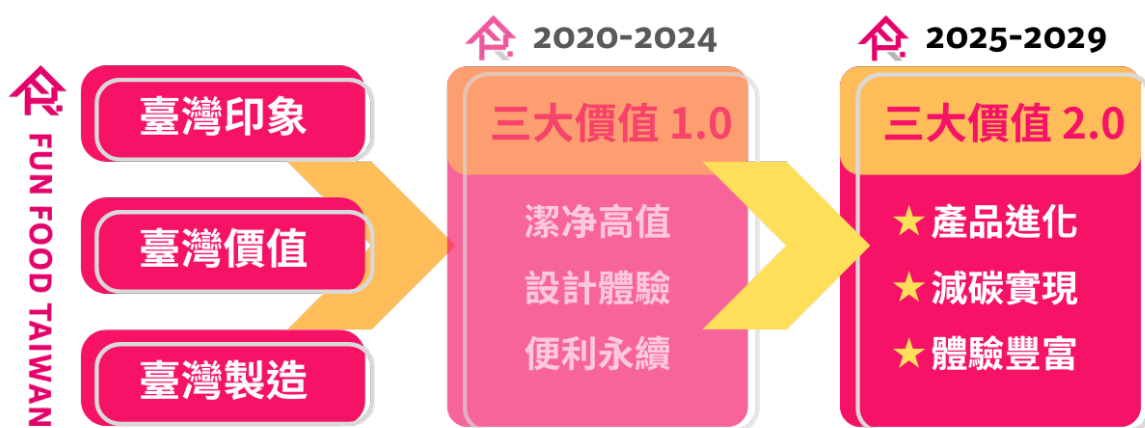 FUN FOOD TAIWAN
臺灣印象
臺灣價值
臺灣製造
2020-2024
三大價值 1.0
潔净高值
設計體驗
便利永續
2025-2029
三大價值 2.0
★產品進化
★減碳實現
★體驗豐富